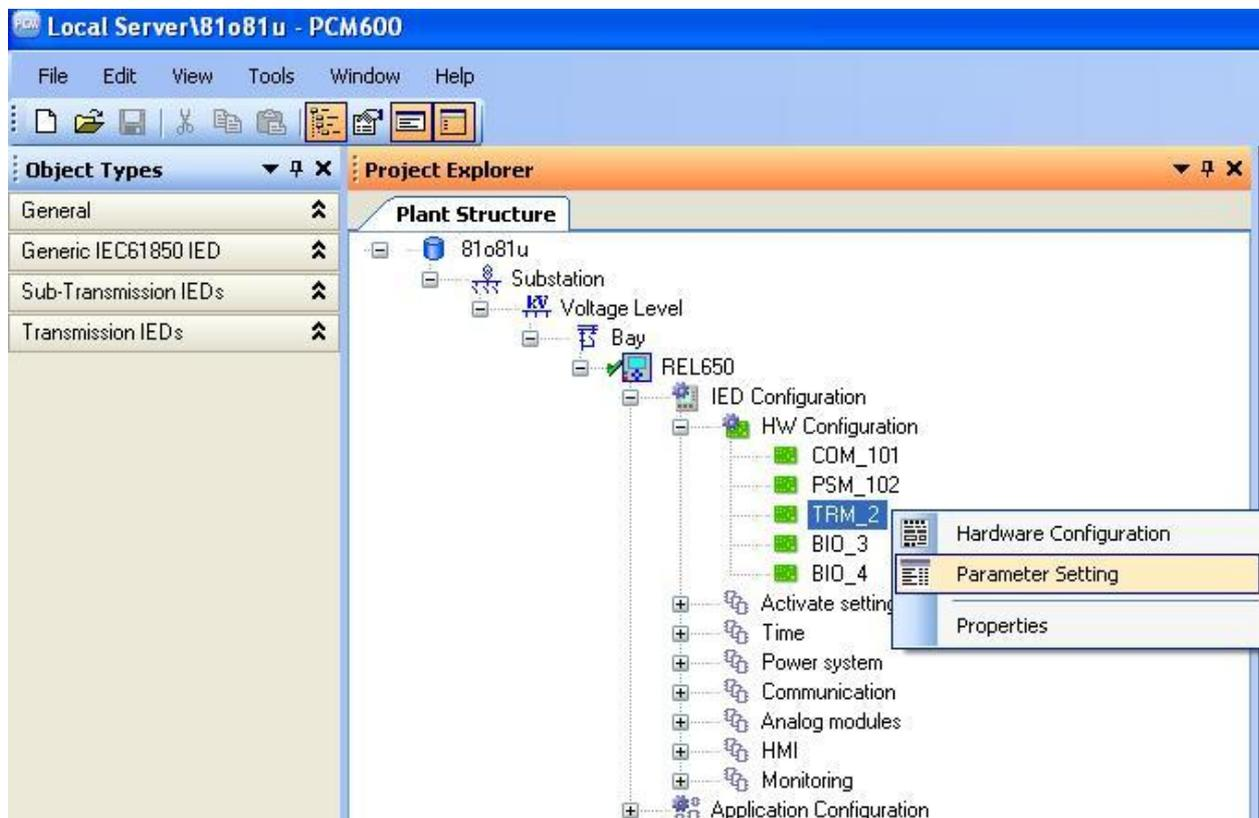 PCM Local Server\81o81u - PCM600
File Edit View Tools Window Help
Object Types
General
Generic IEC61850 IED
Sub-Transmission IEDs
Transmission IEDs
Project Explorer
Plant Structure
81o81u
Substation
kV Voltage Level
Bay
REL650
IED Configuration
HW Configuration
COM_101
PSM_102
TRM_2
BIO_3
BIO_4
Hardware Configuration
Parameter Setting
Properties
Activate setting
Time
Power system
Communication
Analog modules
HMI
Monitoring
Application Configuration